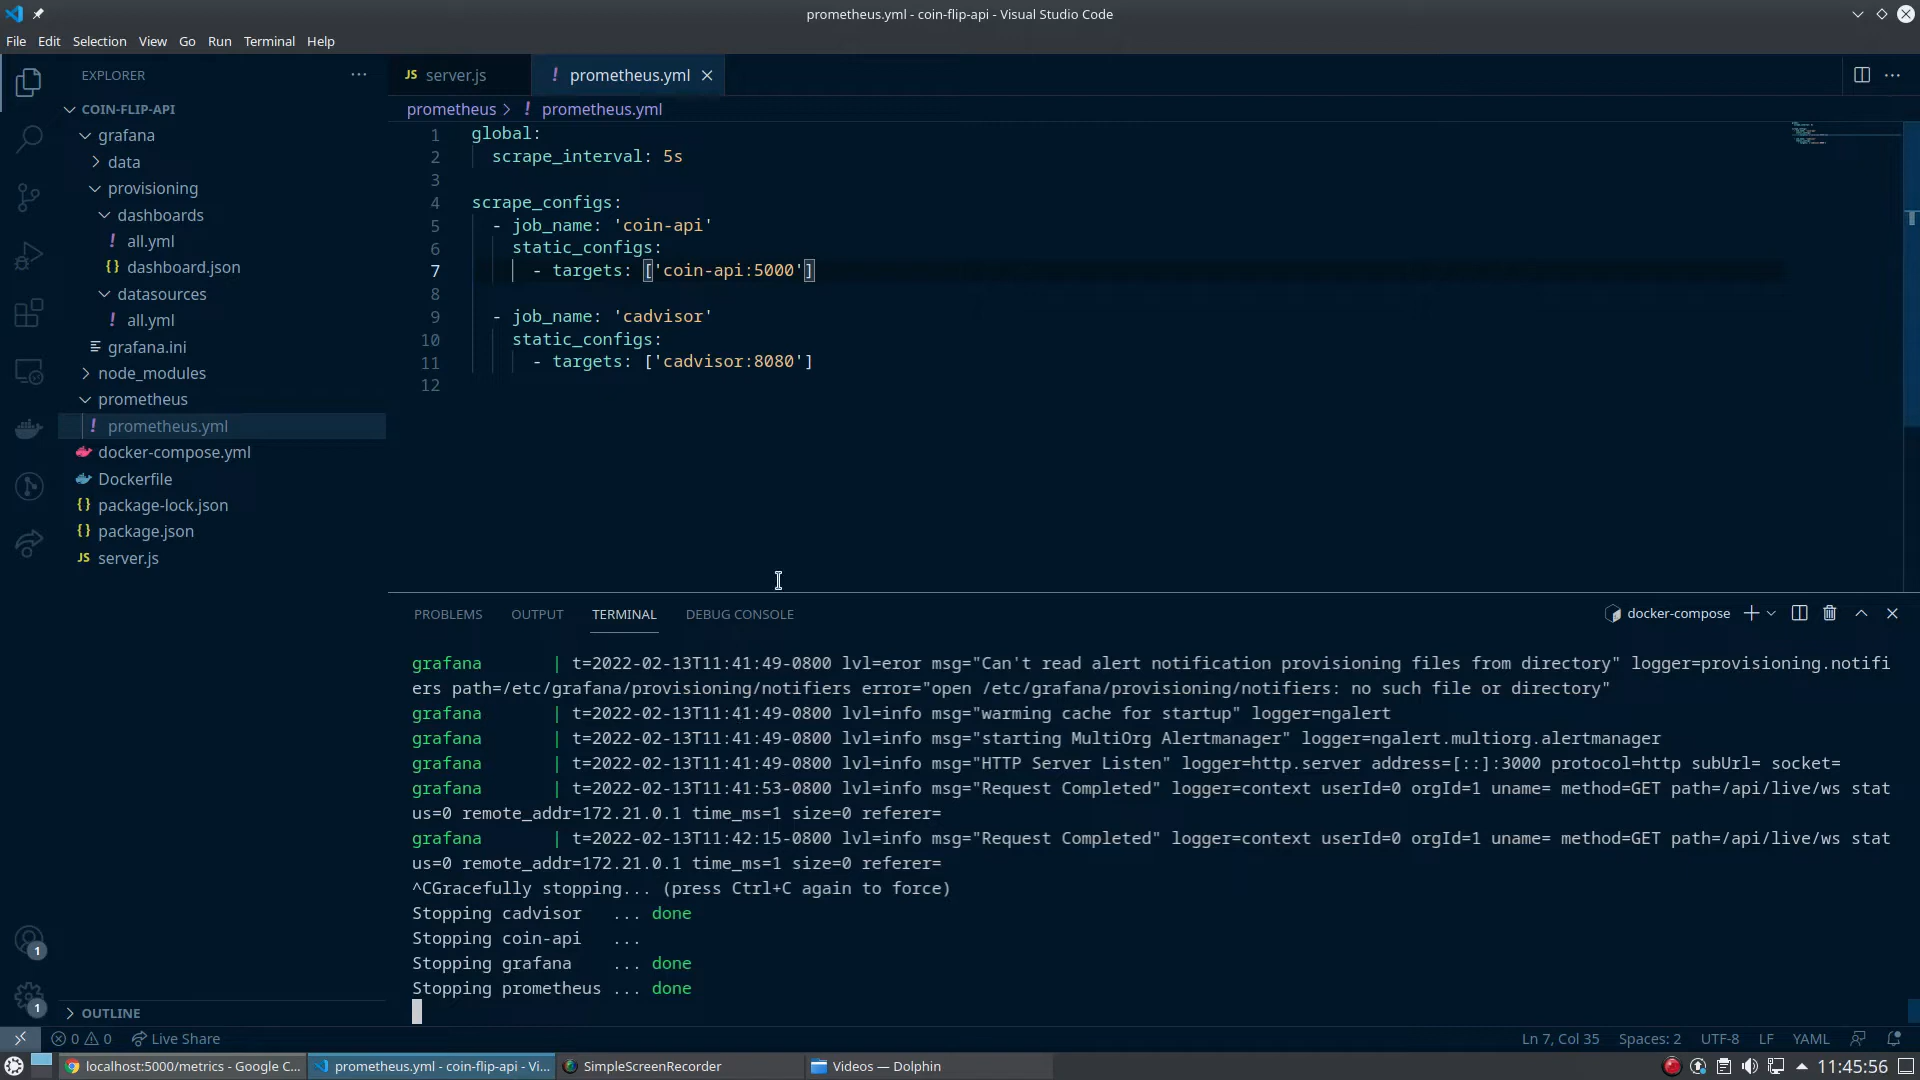 prometheus.yml - coin-flip-api - Visual Studio Code
File Edit Selection View Go Run Terminal Help
EXPLORER
COIN-FLIP-API
grafana
data
provisioning
dashboards
all.yml
dashboard.json
datasources
all.yml
grafana.ini
node_modules
prometheus
prometheus.yml
docker-compose.yml
Dockerfile
package-lock.json
package.json
server.js
OUTLINE
server.js prometheus.yml
prometheus > prometheus.yml
1 global:
2 scrape_interval: 5s
3
4 scrape_configs:
5 - job_name: 'coin-api'
6 static_configs:
7 - targets: ['coin-api:5000']
8
9 - job_name: 'cadvisor'
10 static_configs:
11 - targets: ['cadvisor:8080']
12
PROBLEMS OUTPUT TERMINAL DEBUG CONSOLE docker-compose
grafana | t=2022-02-13T11:41:49-0800 lvl=eror msg="Can't read alert notification provisioning files from directory" logger=provisioning.notifi
ers path=/etc/grafana/provisioning/notifiers error="open /etc/grafana/provisioning/notifiers: no such file or directory"
grafana | t=2022-02-13T11:41:49-0800 lvl=info msg="warming cache for startup" logger=ngalert
grafana | t=2022-02-13T11:41:49-0800 lvl=info msg="starting MultiOrg Alertmanager" logger=ngalert.multiorg.alertmanager
grafana | t=2022-02-13T11:41:49-0800 lvl=info msg="HTTP Server Listen" logger=http.server address=[::]:3000 protocol=http subUrl= socket=
grafana | t=2022-02-13T11:41:53-0800 lvl=info msg="Request Completed" logger=context userId=0 orgId=1 uname= method=GET path=/api/live/ws stat
us=0 remote_addr=172.21.0.1 time_ms=1 size=0 referer=
grafana | t=2022-02-13T11:42:15-0800 lvl=info msg="Request Completed" logger=context userId=0 orgId=1 uname= method=GET path=/api/live/ws stat
us=0 remote_addr=172.21.0.1 time_ms=1 size=0 referer=
^CGracefully stopping... (press Ctrl+C again to force)
Stopping cadvisor ... done
Stopping coin-api ...
Stopping grafana ... done
Stopping prometheus ... done
1
1
0 0 Live Share Ln 7, Col 35 Spaces: 2 UTF-8 LF YAML
localhost:5000/metrics - Google C... prometheus.yml - coin-flip-api - Vi... SimpleScreenRecorder Videos — Dolphin 11:45:56